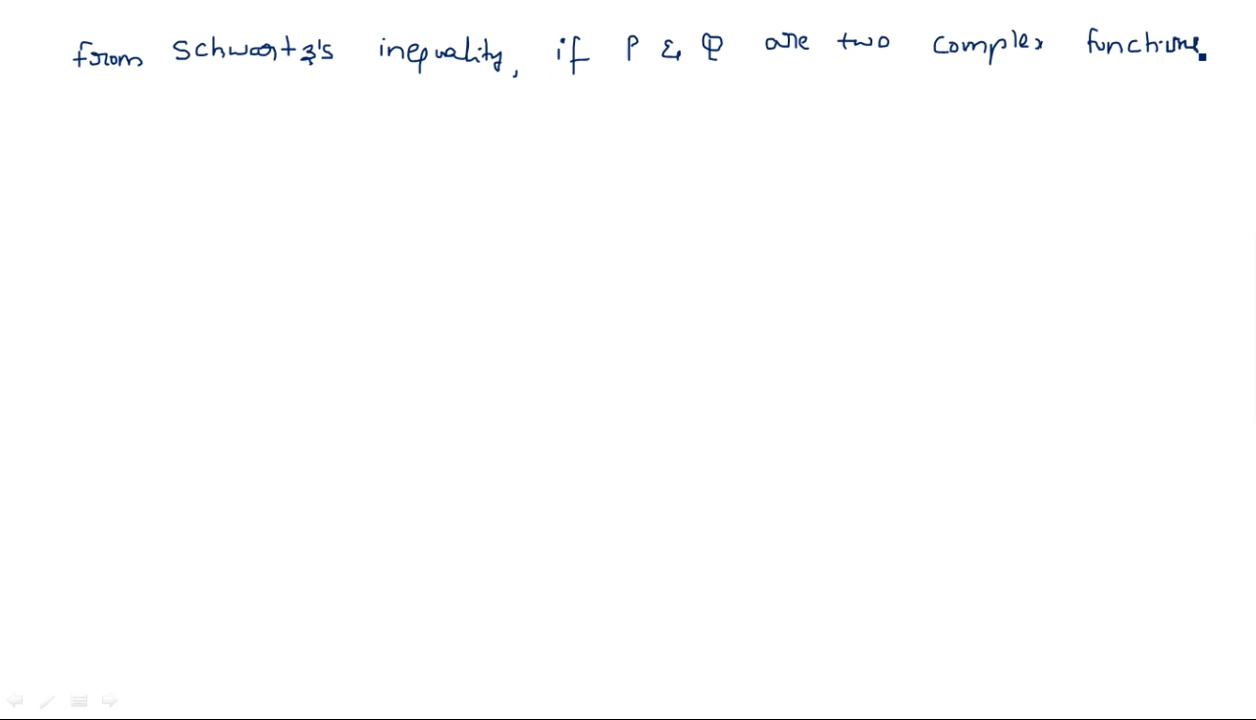 from Schwartz's inequality, if P & Q are two complex functions